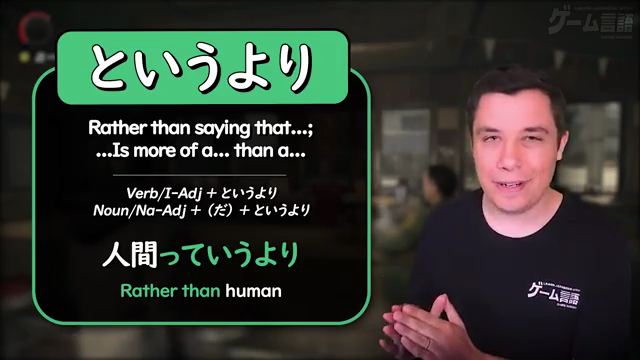 ゲーム言語
というより
Rather than saying that...;
...Is more of a... than a...
Verb/I-Adj + というより
Noun/Na-Adj +（だ）+ というより
人間っていうより
Rather than human
ゲーム言語